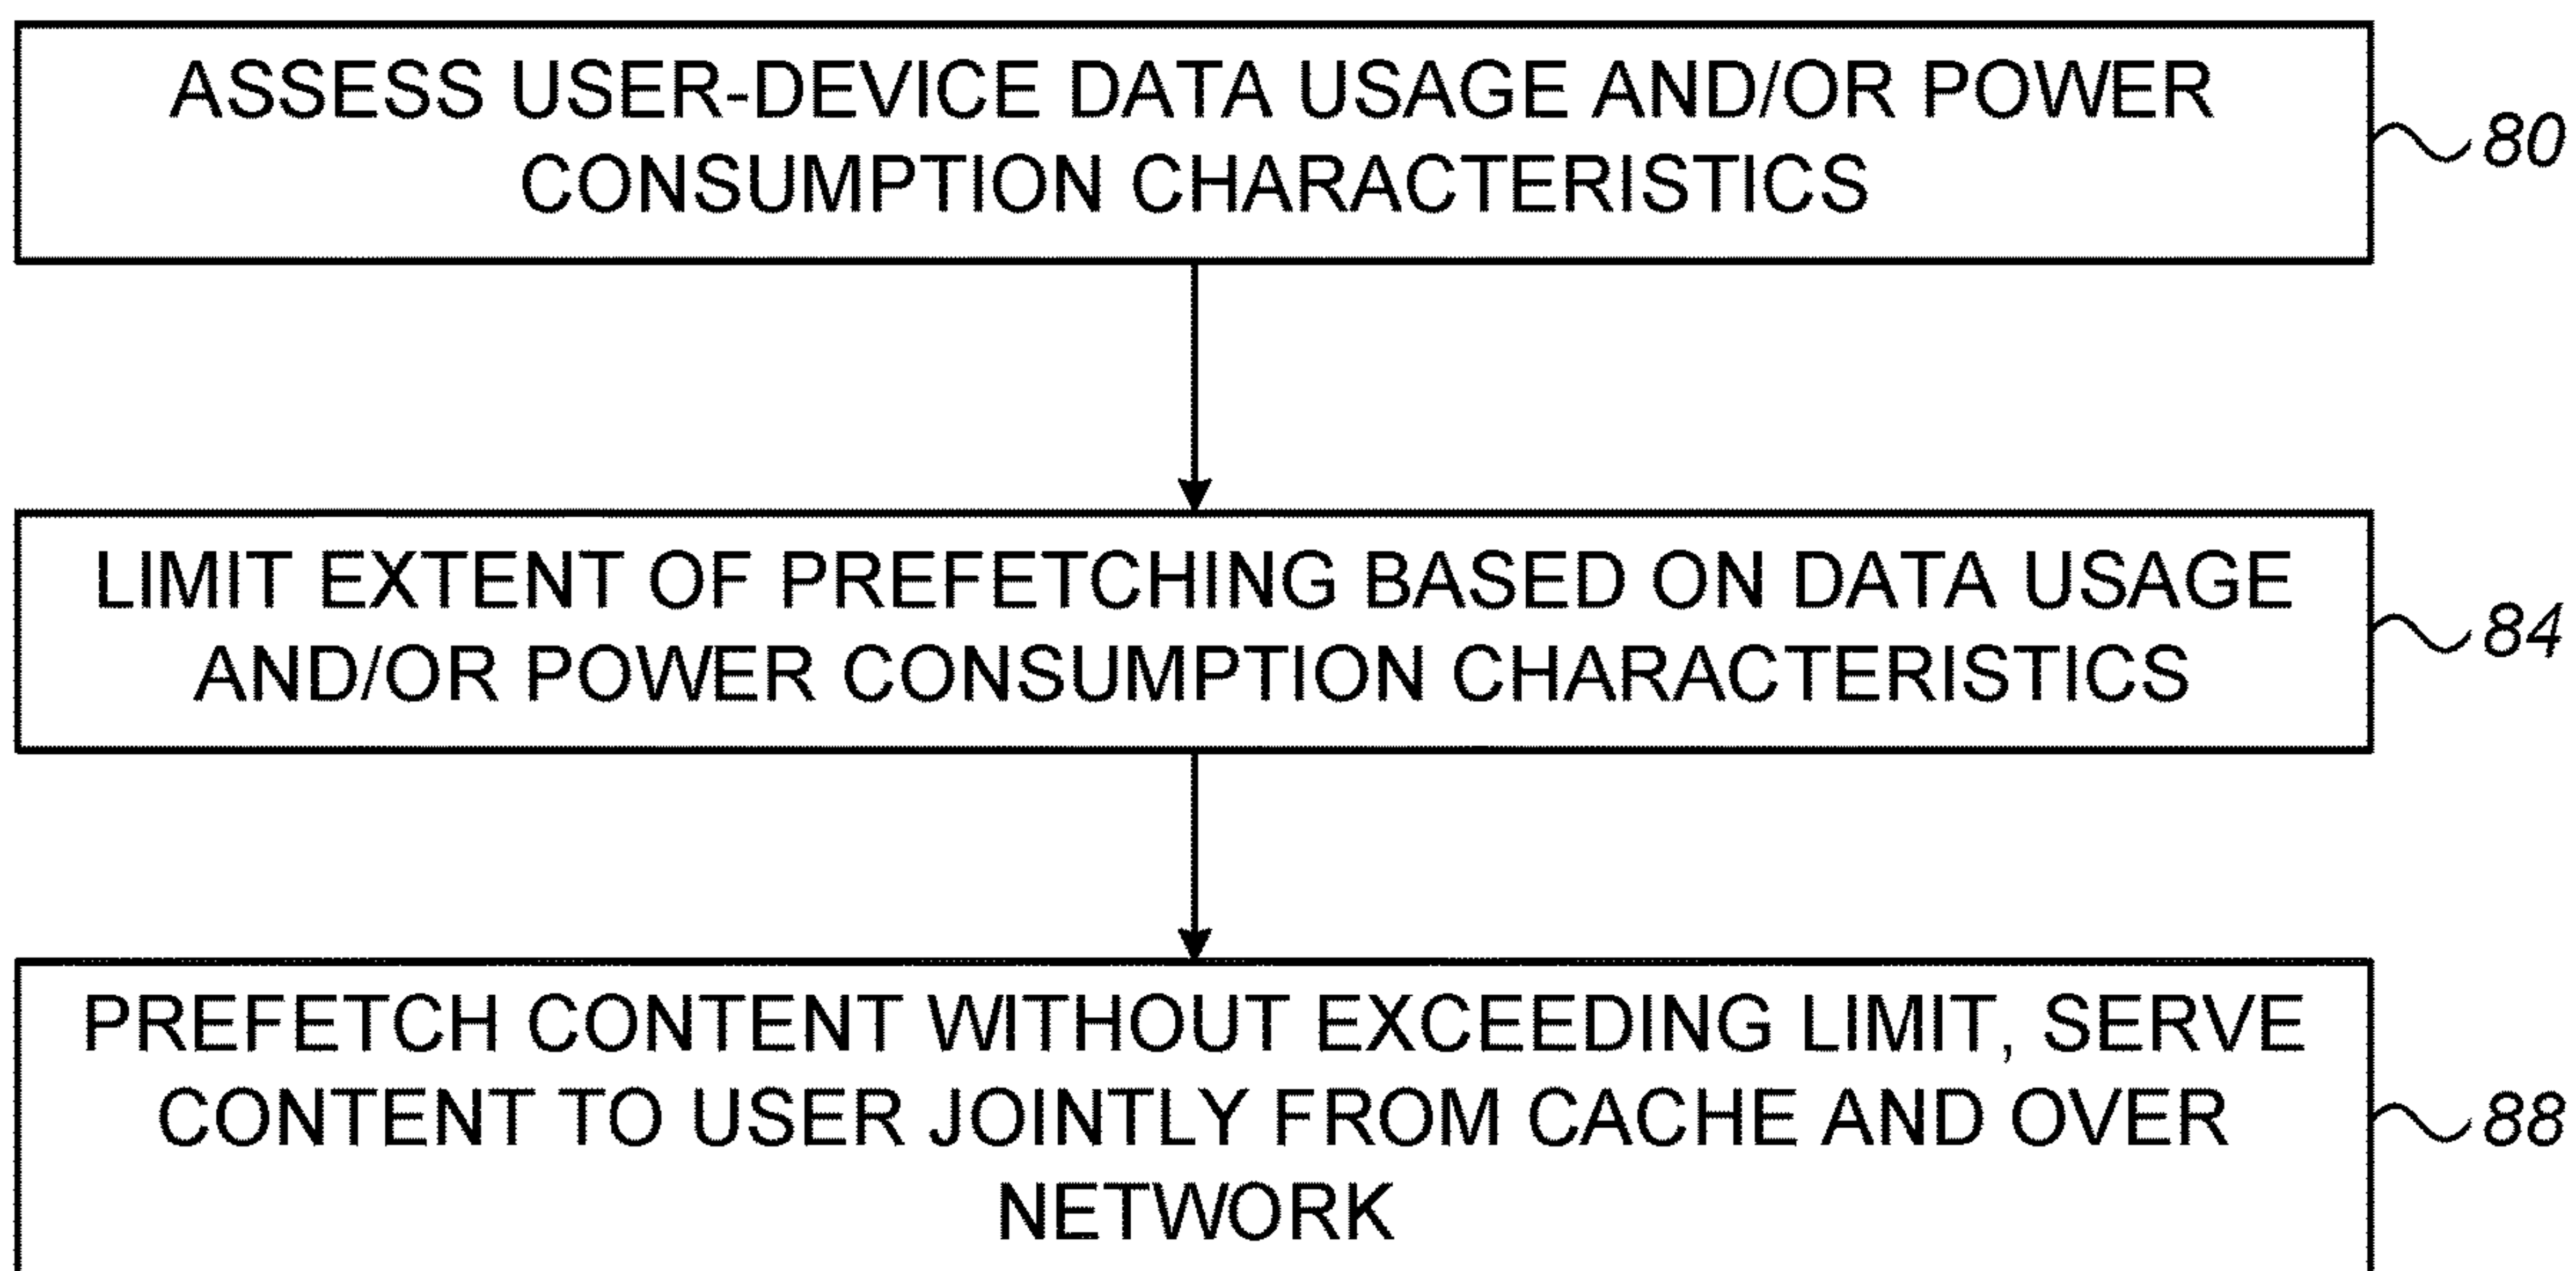 ASSESS USER-DEVICE DATA USAGE AND/OR POWER
CONSUMPTION CHARACTERISTICS
80
LIMIT EXTENT OF PREFETCHING BASED ON DATA USAGE
AND/OR POWER CONSUMPTION CHARACTERISTICS
84
PREFETCH CONTENT WITHOUT EXCEEDING LIMIT, SERVE
CONTENT TO USER JOINTLY FROM CACHE AND OVER
NETWORK
88